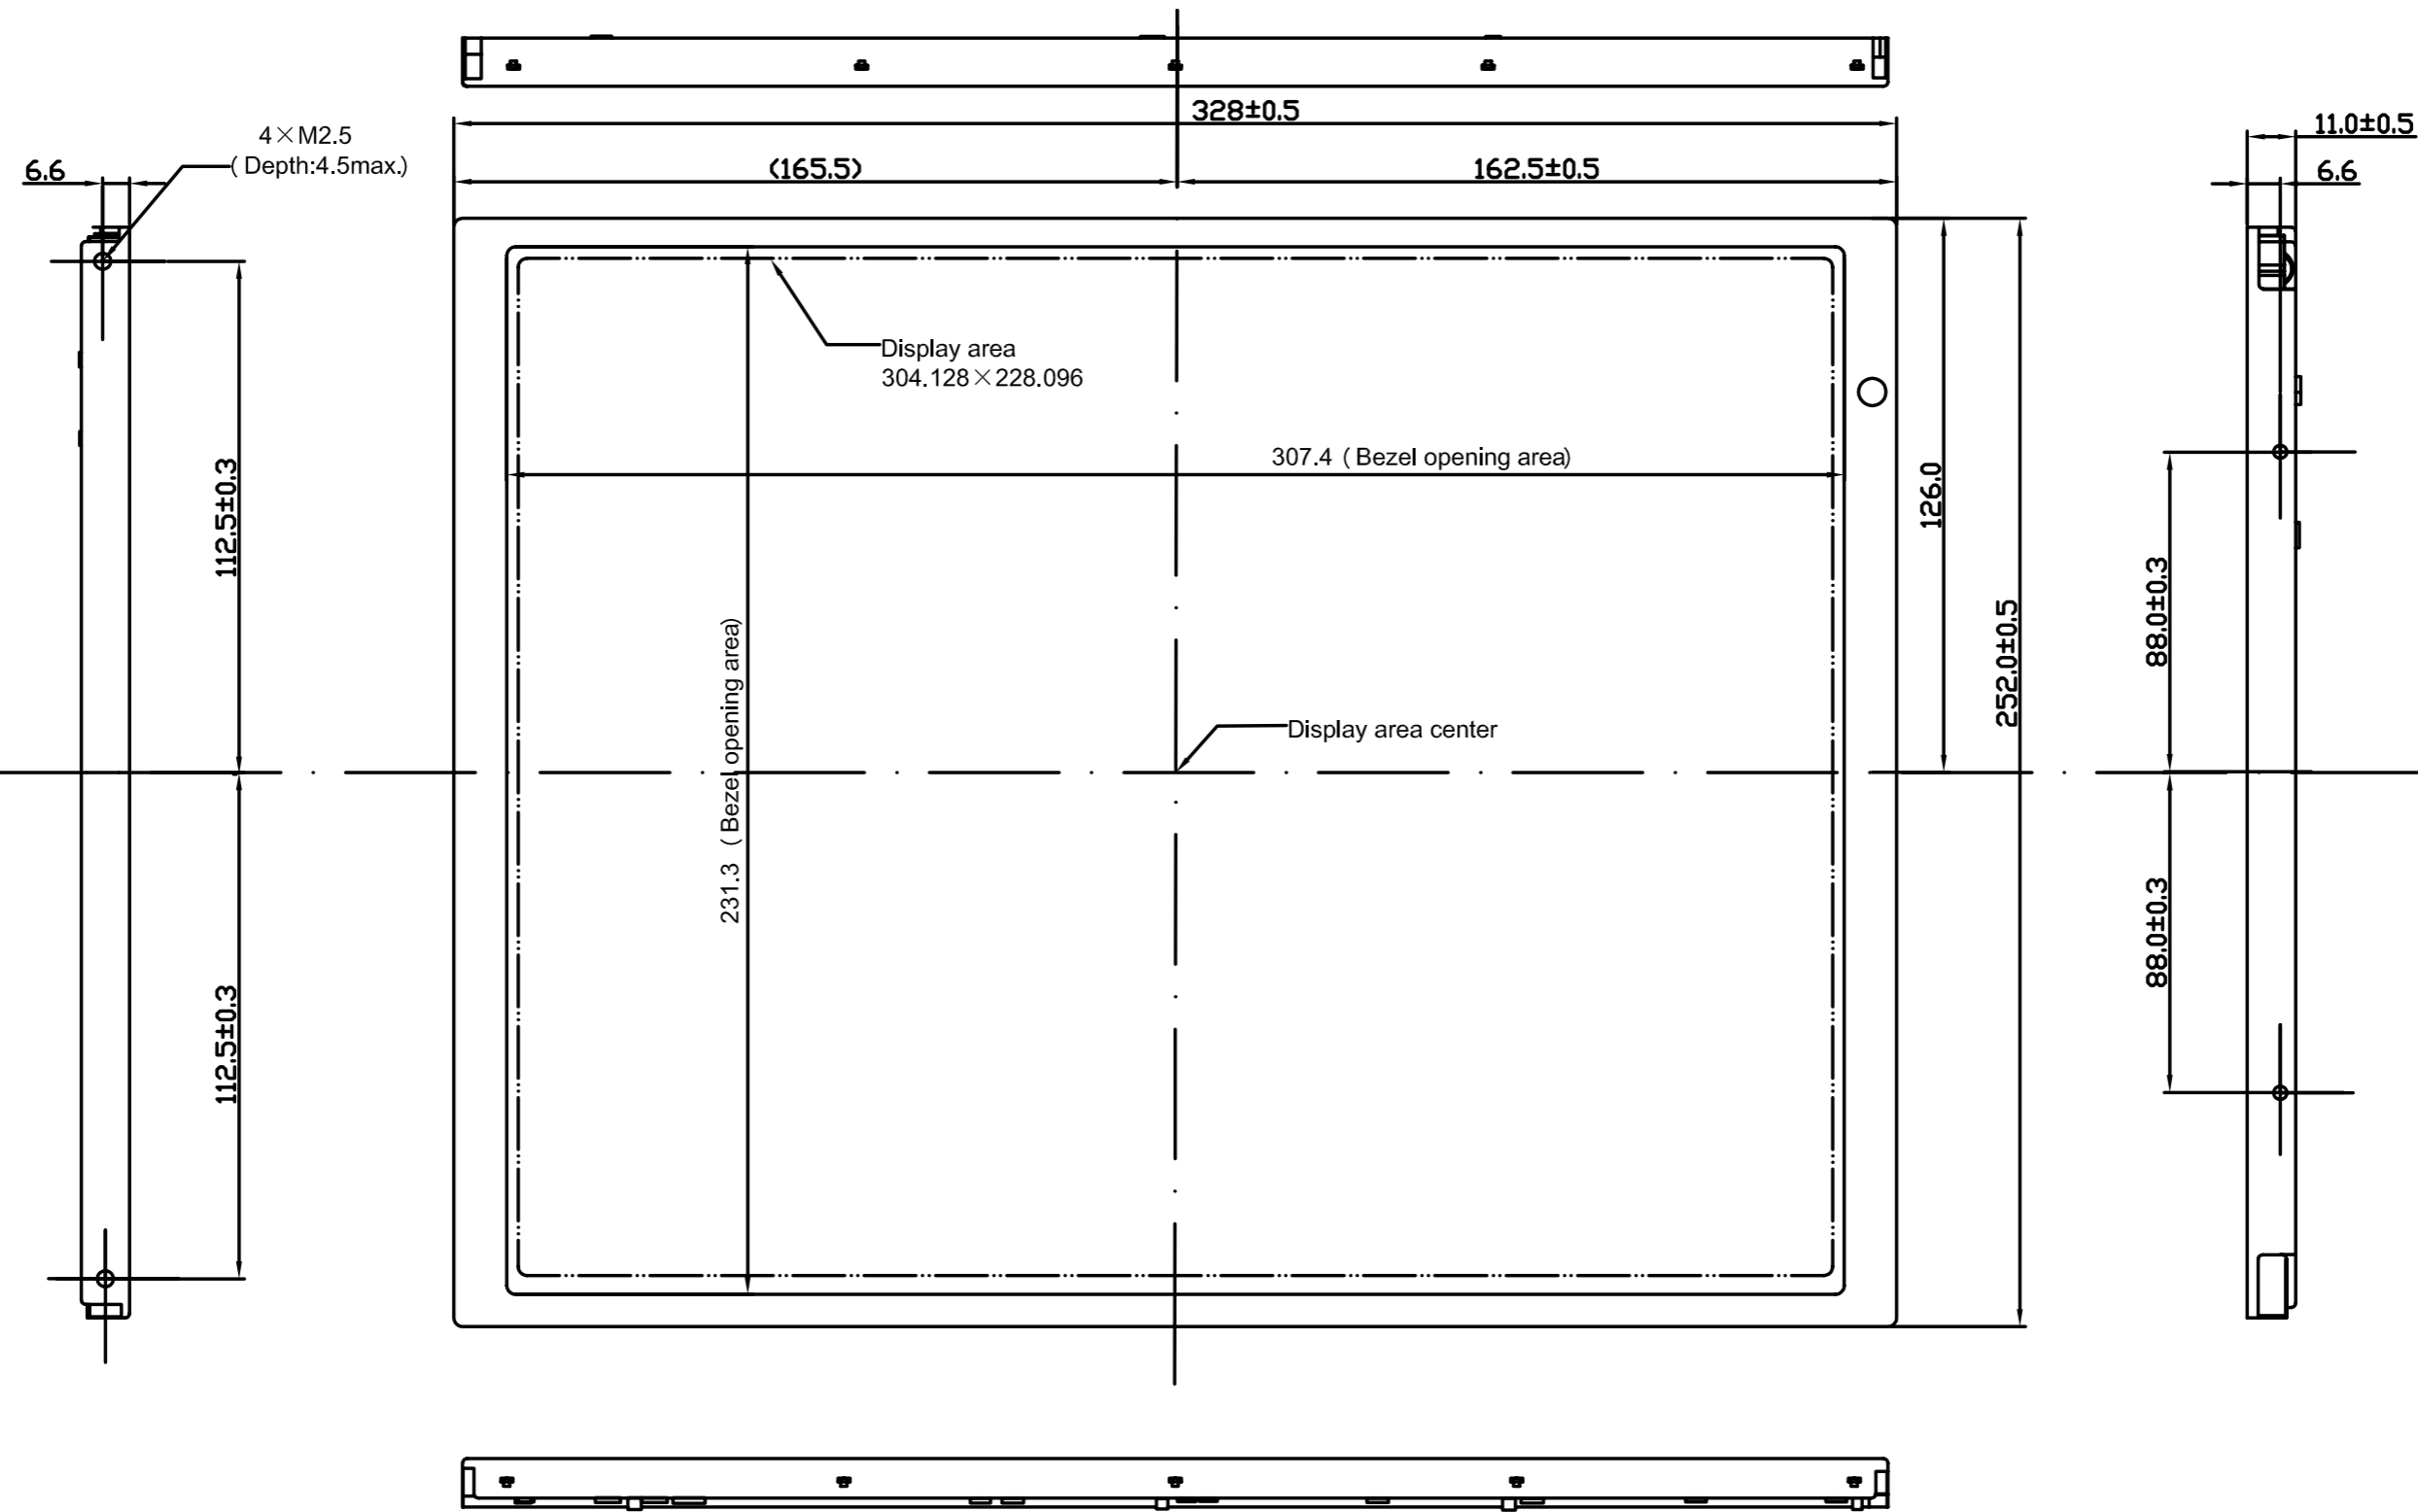 328±0.5
11.0±0.5
4×M2.5
( Depth:4.5max.)
6.6
(165.5)
162.5±0.5
6.6
Display area
304.128×228.096
307.4 ( Bezel opening area)
112.5±0.3
126.0
88.0±0.3
252.0±0.5
231.3 ( Bezel opening area)
Display area center
88.0±0.3
112.5±0.3